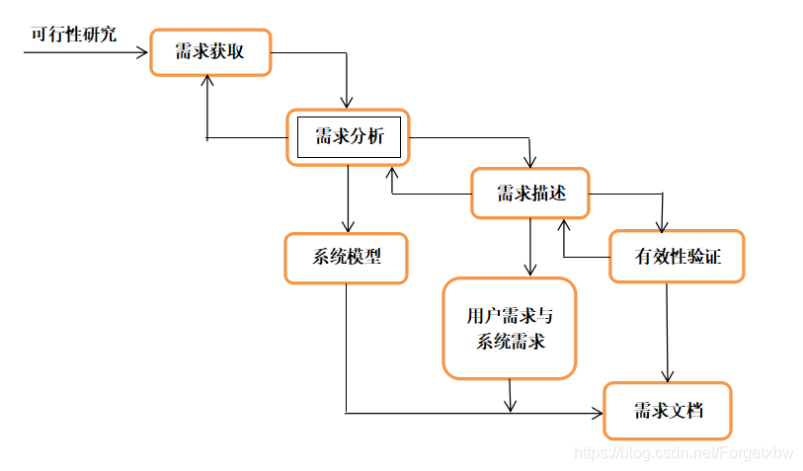 可行性研究
需求获取
需求分析
需求描述
系统模型
有效性验证
用户需求与
系统需求
需求文档
https://blog.csdn.net/Forgetxbw